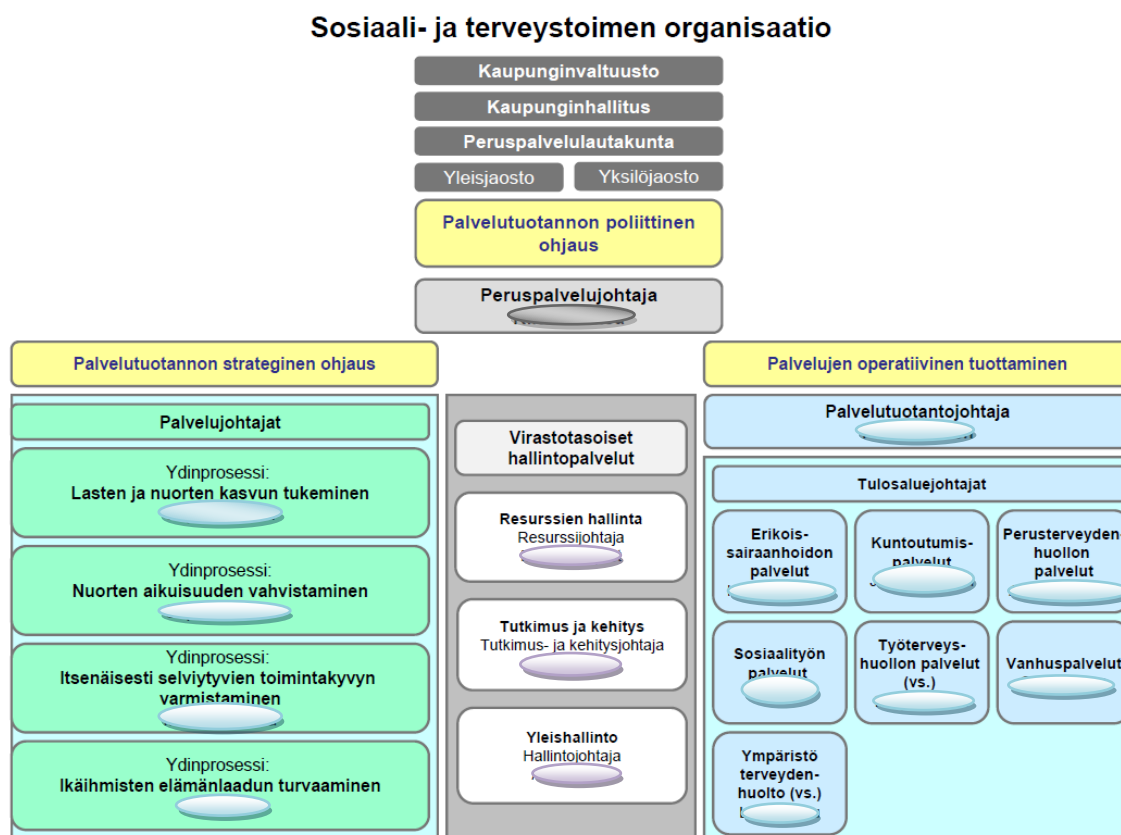 Sosiaali- ja terveystoimen organisaatio
Kaupunginvaltuusto
Kaupunginhallitus
Peruspalvelulautakunta
Yleisjaosto
Yksilöjaosto
Palvelutuotannon poliittinen
ohjaus
Peruspalvelujohtaja
Palvelutuotannon strateginen ohjaus
Palvelujohtajat
Ydinprosessi:
Lasten ja nuorten kasvun tukeminen
Ydinprosessi:
Nuorten aikuisuuden vahvistaminen
Ydinprosessi:
Itsenäisesti selviytyvien toimintakyvyn
varmistaminen
Ydinprosessi:
Ikäihmisten elämänlaadun turvaaminen
Virastotasoiset
hallintopalvelut
Resurssien hallinta
Resurssijohtaja
Tutkimus ja kehitys
Tutkimus- ja kehitysjohtaja
Yleishallinto
Hallintojohtaja
Palvelujen operatiivinen tuottaminen
Palvelutuotantojohtaja
Tulosaluejohtajat
Erikois-
sairaanhoidon
palvelut
Kuntoutumis-
palvelut
Perusterveyden-
huollon
palvelut
Sosiaalityön
palvelut
Työterveys-
huollon palvelut
(vs.)
Vanhuspalvelut
Ympäristö
terveyden-
huolto (vs.)